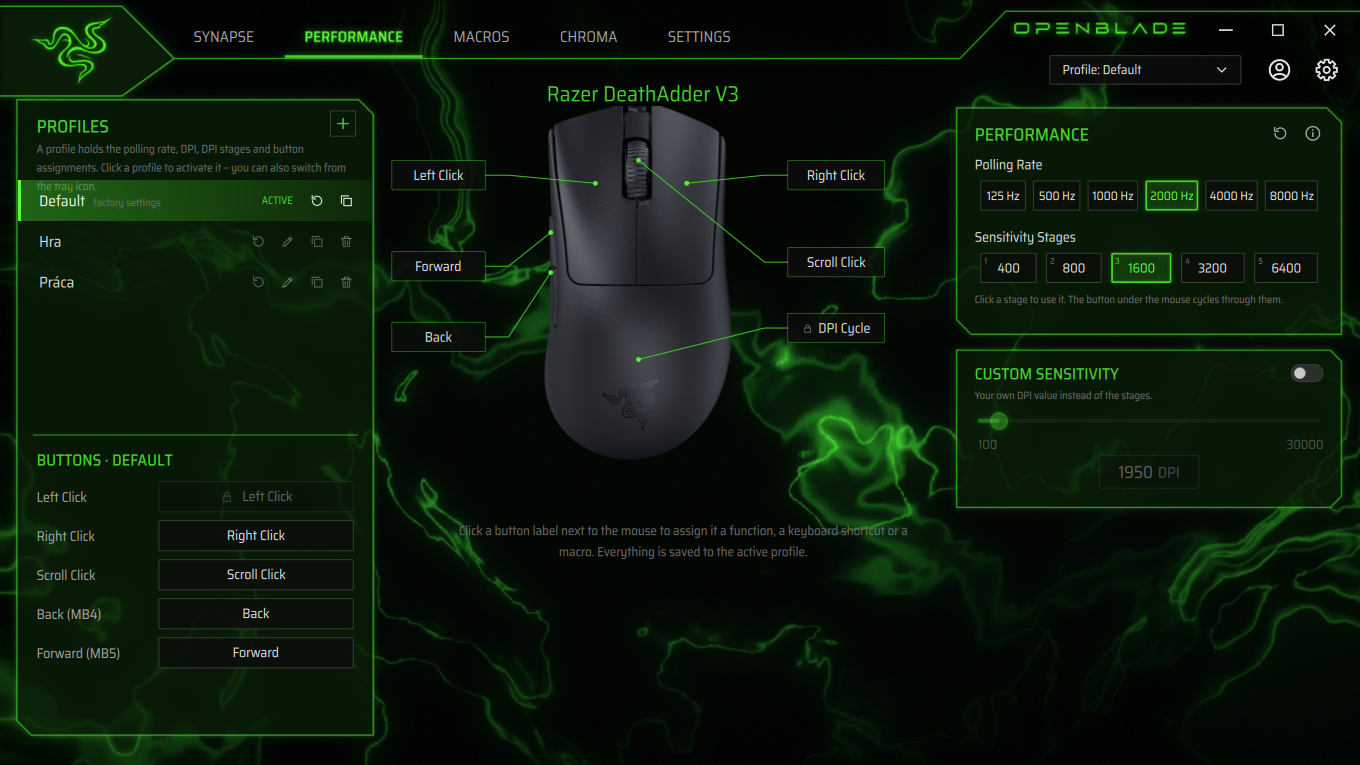 SYNAPSE
PERFORMANCE
MACROS
CHROMA
SETTINGS
OPENBLADE
Profile: Default
PROFILES
A profile holds the polling rate, DPI, DPI stages and button
assignments. Click a profile to activate it – you can also switch from
the tray icon.
Default factory settings ACTIVE
Hra
Práca
BUTTONS · DEFAULT
Left Click Left Click
Right Click Right Click
Scroll Click Scroll Click
Back (MB4) Back
Forward (MB5) Forward
Razer DeathAdder V3
Left Click
Right Click
Forward
Scroll Click
Back
DPI Cycle
Click a button label next to the mouse to assign it a function, a keyboard shortcut or a
macro. Everything is saved to the active profile.
PERFORMANCE
Polling Rate
125 Hz 500 Hz 1000 Hz 2000 Hz 4000 Hz 8000 Hz
Sensitivity Stages
1 400 2 800 3 1600 4 3200 5 6400
Click a stage to use it. The button under the mouse cycles through them.
CUSTOM SENSITIVITY
Your own DPI value instead of the stages.
100 30000
1950 DPI